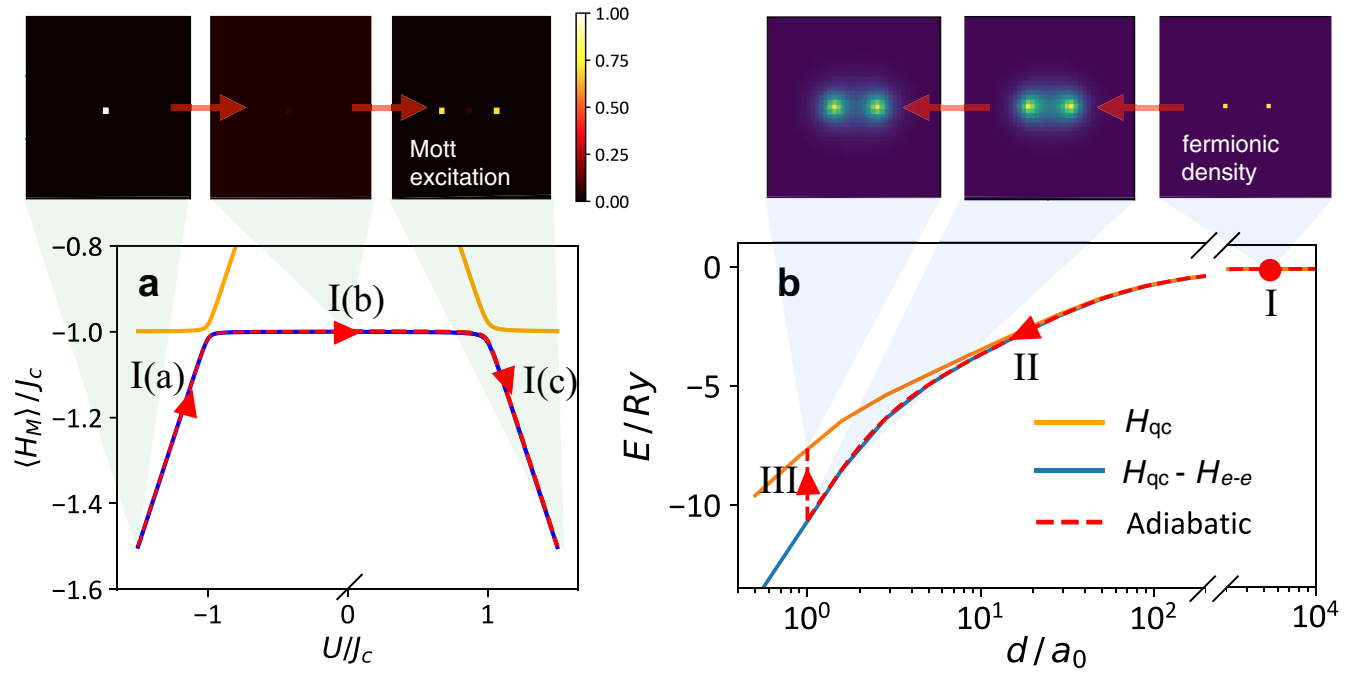 Mott
excitation
1.00
0.75
0.50
0.25
0.00
fermionic
density
a
⟨H_M⟩/J_c
−0.8
−1.0
−1.2
−1.4
−1.6
I(a)
I(b)
I(c)
−1
0
1
U/J_c
b
E / Ry
0
−5
−10
I
II
III
H_qc
H_qc - H_e-e
Adiabatic
10^0
10^1
10^2
10^4
d / a_0